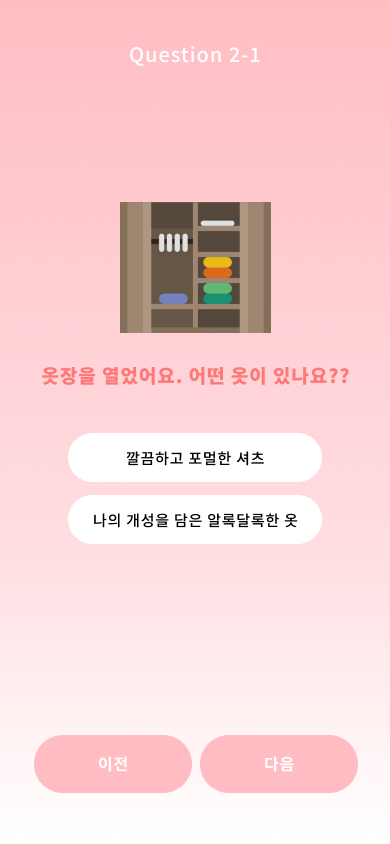 Question 2-1
옷장을 열었어요. 어떤 옷이 있나요??
깔끔하고 포멀한 셔츠
나의 개성을 담은 알록달록한 옷
이전
다음